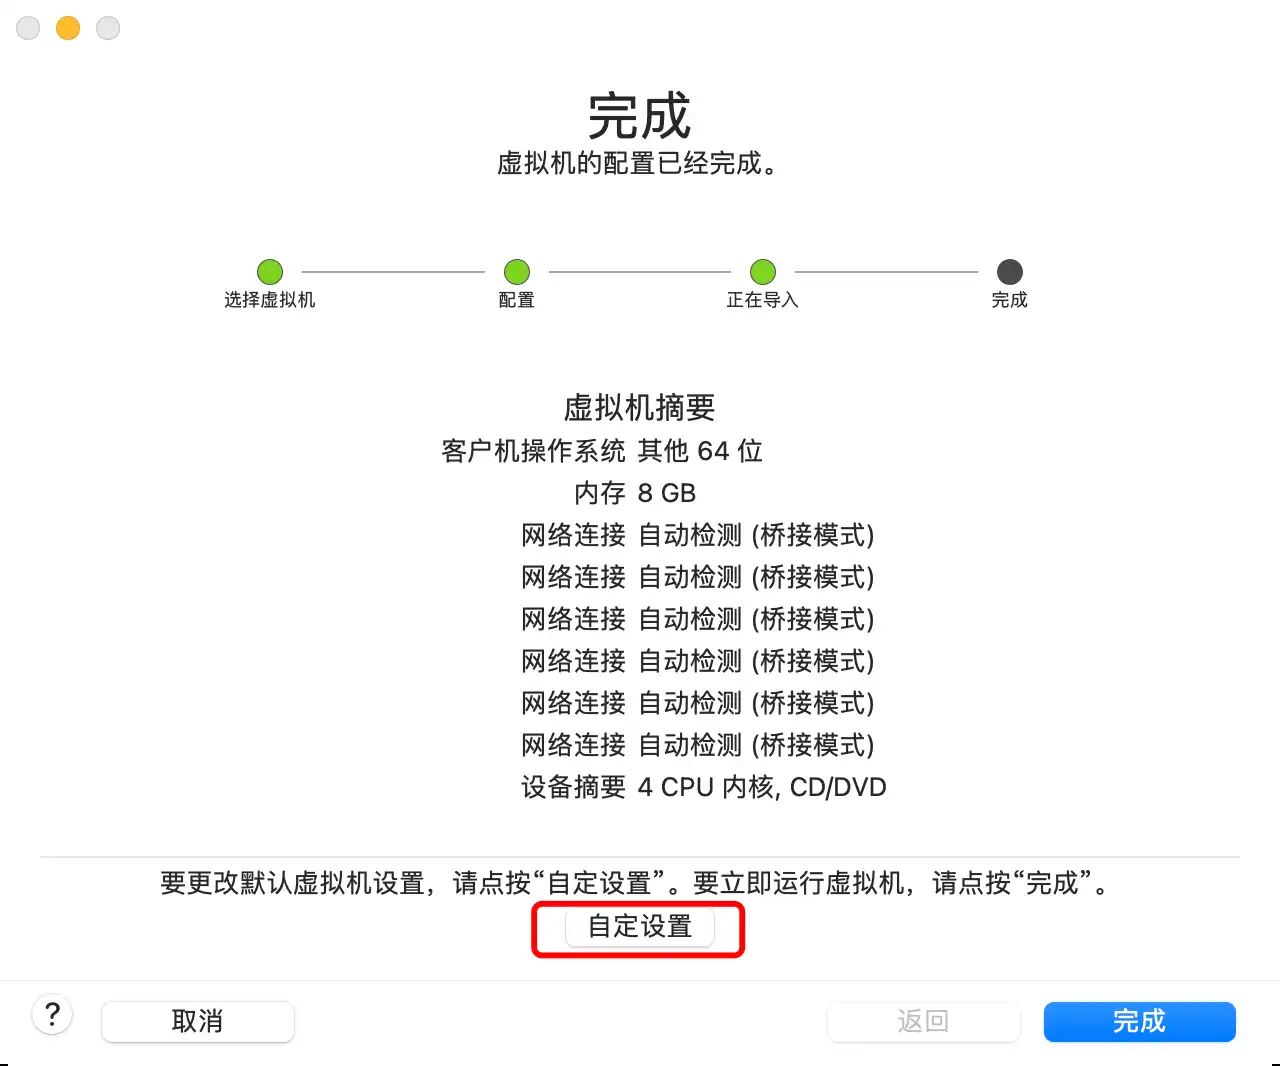 完成
虚拟机的配置已经完成。
选择虚拟机 配置 正在导入 完成
虚拟机摘要
客户机操作系统 其他 64 位
内存 8 GB
网络连接 自动检测 (桥接模式)
网络连接 自动检测 (桥接模式)
网络连接 自动检测 (桥接模式)
网络连接 自动检测 (桥接模式)
网络连接 自动检测 (桥接模式)
网络连接 自动检测 (桥接模式)
设备摘要 4 CPU 内核, CD/DVD
要更改默认虚拟机设置，请点按“自定设置”。要立即运行虚拟机，请点按“完成”。
自定设置
? 取消 返回 完成